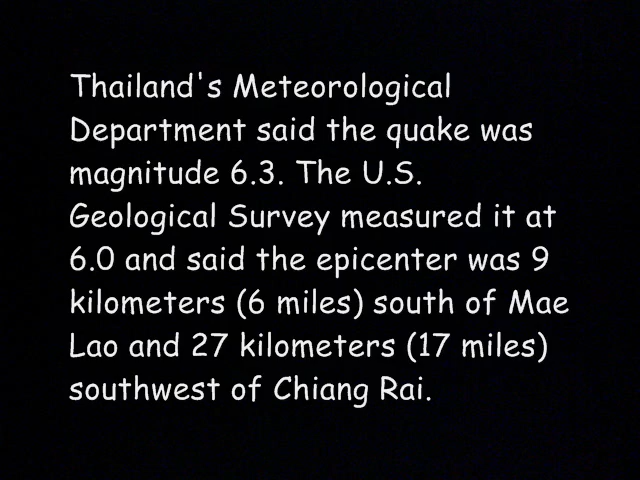 Thailand's Meteorological
Department said the quake was
magnitude 6.3. The U.S.
Geological Survey measured it at
6.0 and said the epicenter was 9
kilometers (6 miles) south of Mae
Lao and 27 kilometers (17 miles)
southwest of Chiang Rai.